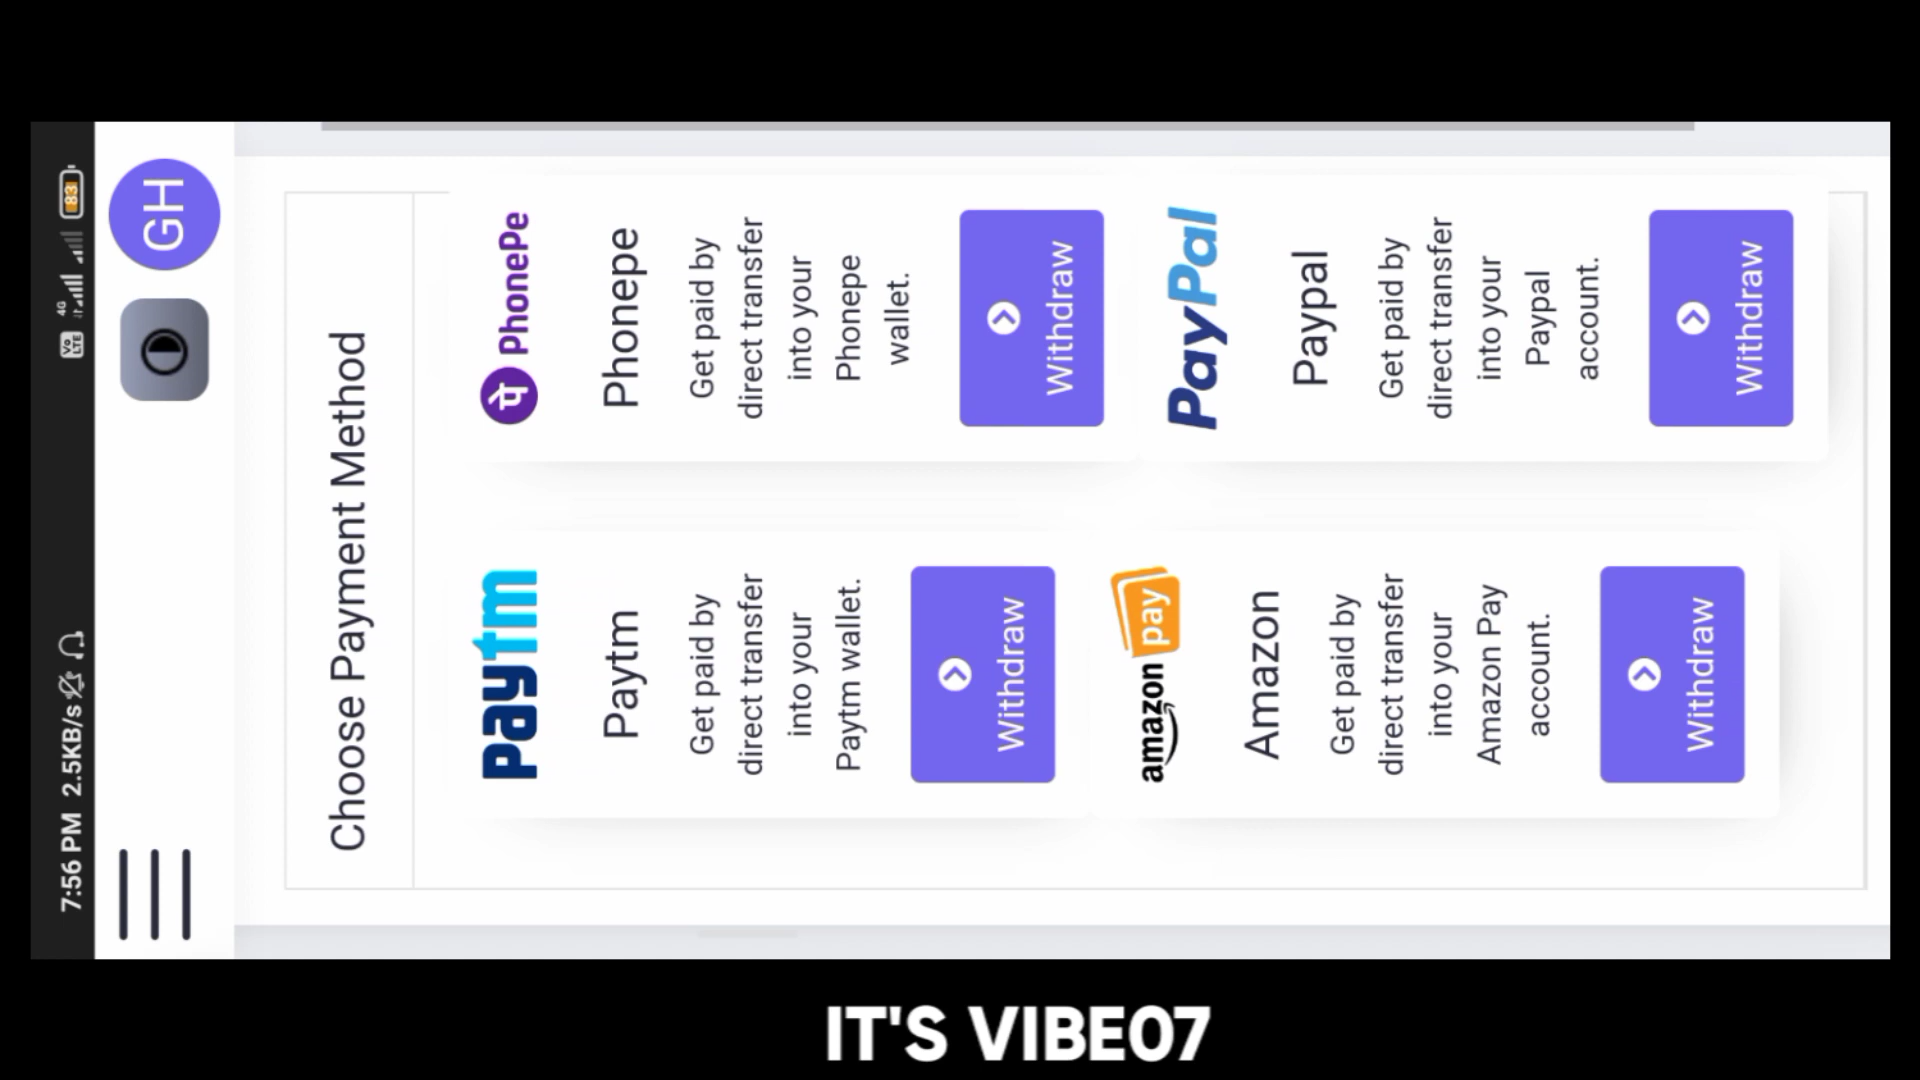 7:56 PM 2.5KB/s
Vo LTE 4G 83
GH
Choose Payment Method
paytm
Paytm
Get paid by
direct transfer
into your
Paytm wallet.
Withdraw
पे PhonePe
Phonepe
Get paid by
direct transfer
into your
Phonepe
wallet.
Withdraw
amazon pay
Amazon
Get paid by
direct transfer
into your
Amazon Pay
account.
Withdraw
PayPal
Paypal
Get paid by
direct transfer
into your
Paypal
account.
Withdraw
IT'S VIBE07